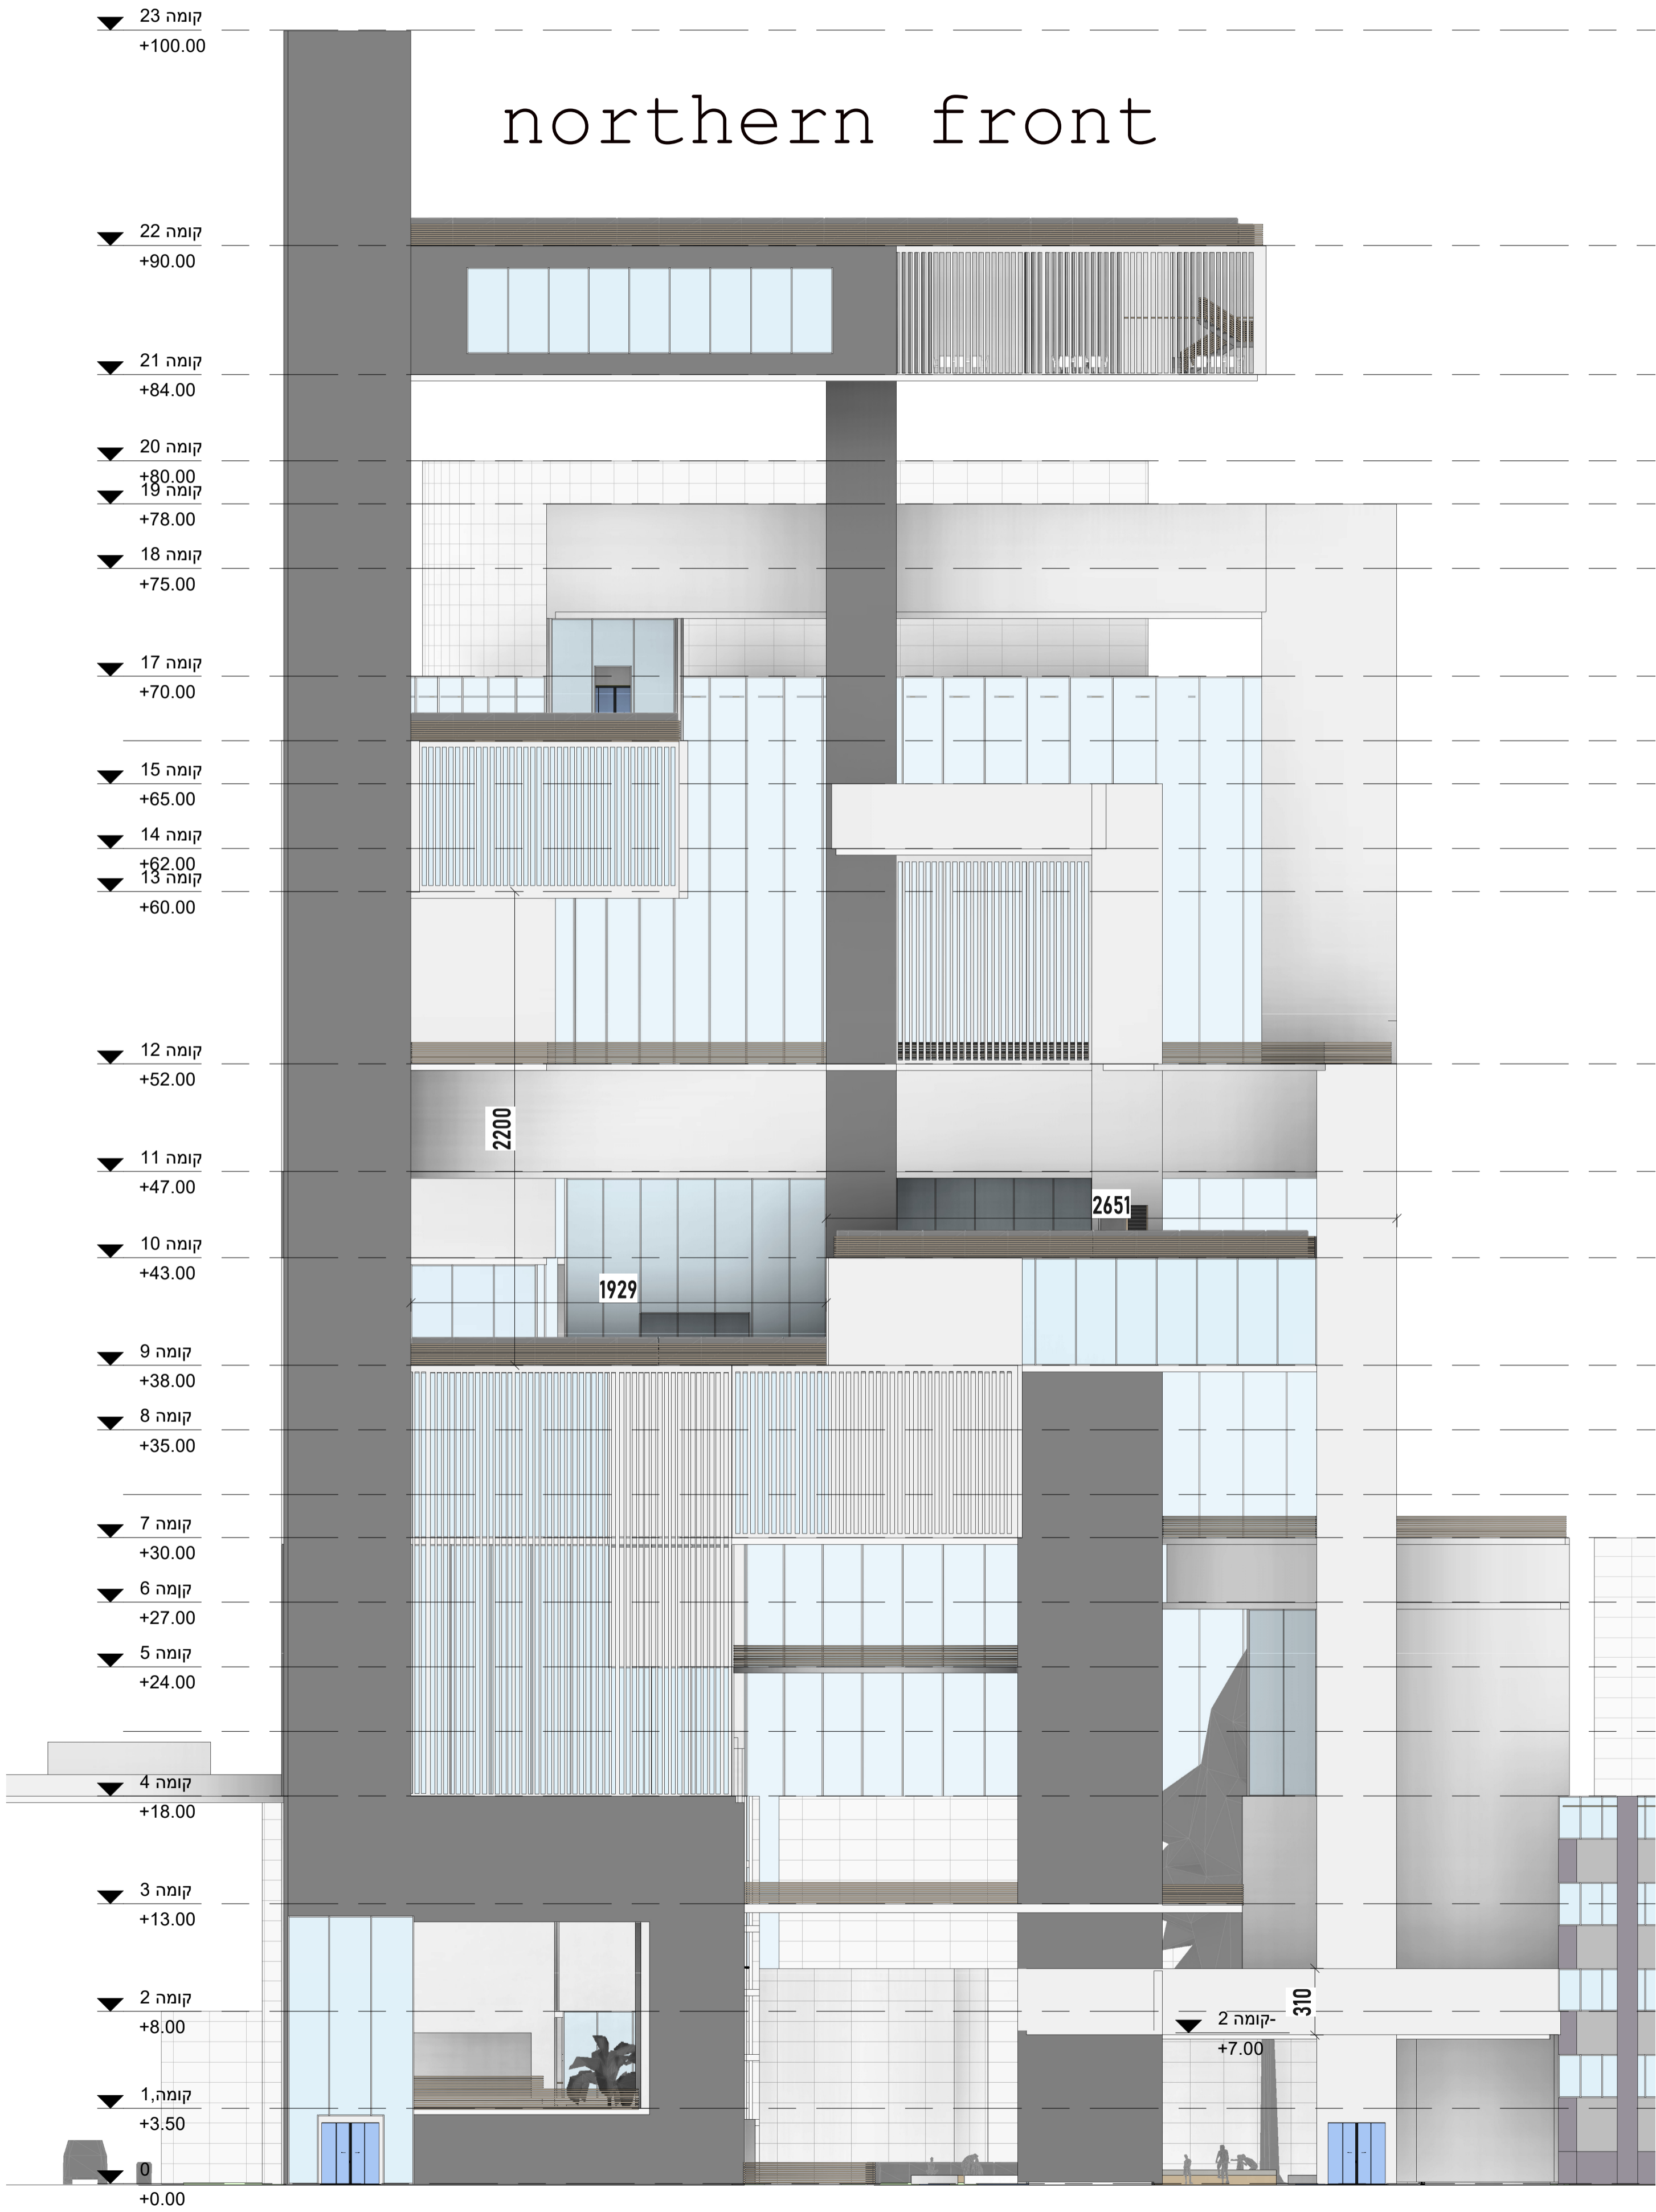 קומה 23
+100.00
northern front
קומה 22
+90.00
קומה 21
+84.00
קומה 20
+80.00
קומה 19
+78.00
קומה 18
+75.00
קומה 17
+70.00
קומה 15
+65.00
קומה 14
+62.00
קומה 13
+60.00
קומה 12
+52.00
2200
קומה 11
+47.00
2651
קומה 10
+43.00
1929
קומה 9
+38.00
קומה 8
+35.00
קומה 7
+30.00
קןמה 6
+27.00
קומה 5
+24.00
קומה 4
+18.00
קומה 3
+13.00
קומה 2
+8.00
310
קומה 2-
+7.00
קומה,1
+3.50
0
+0.00